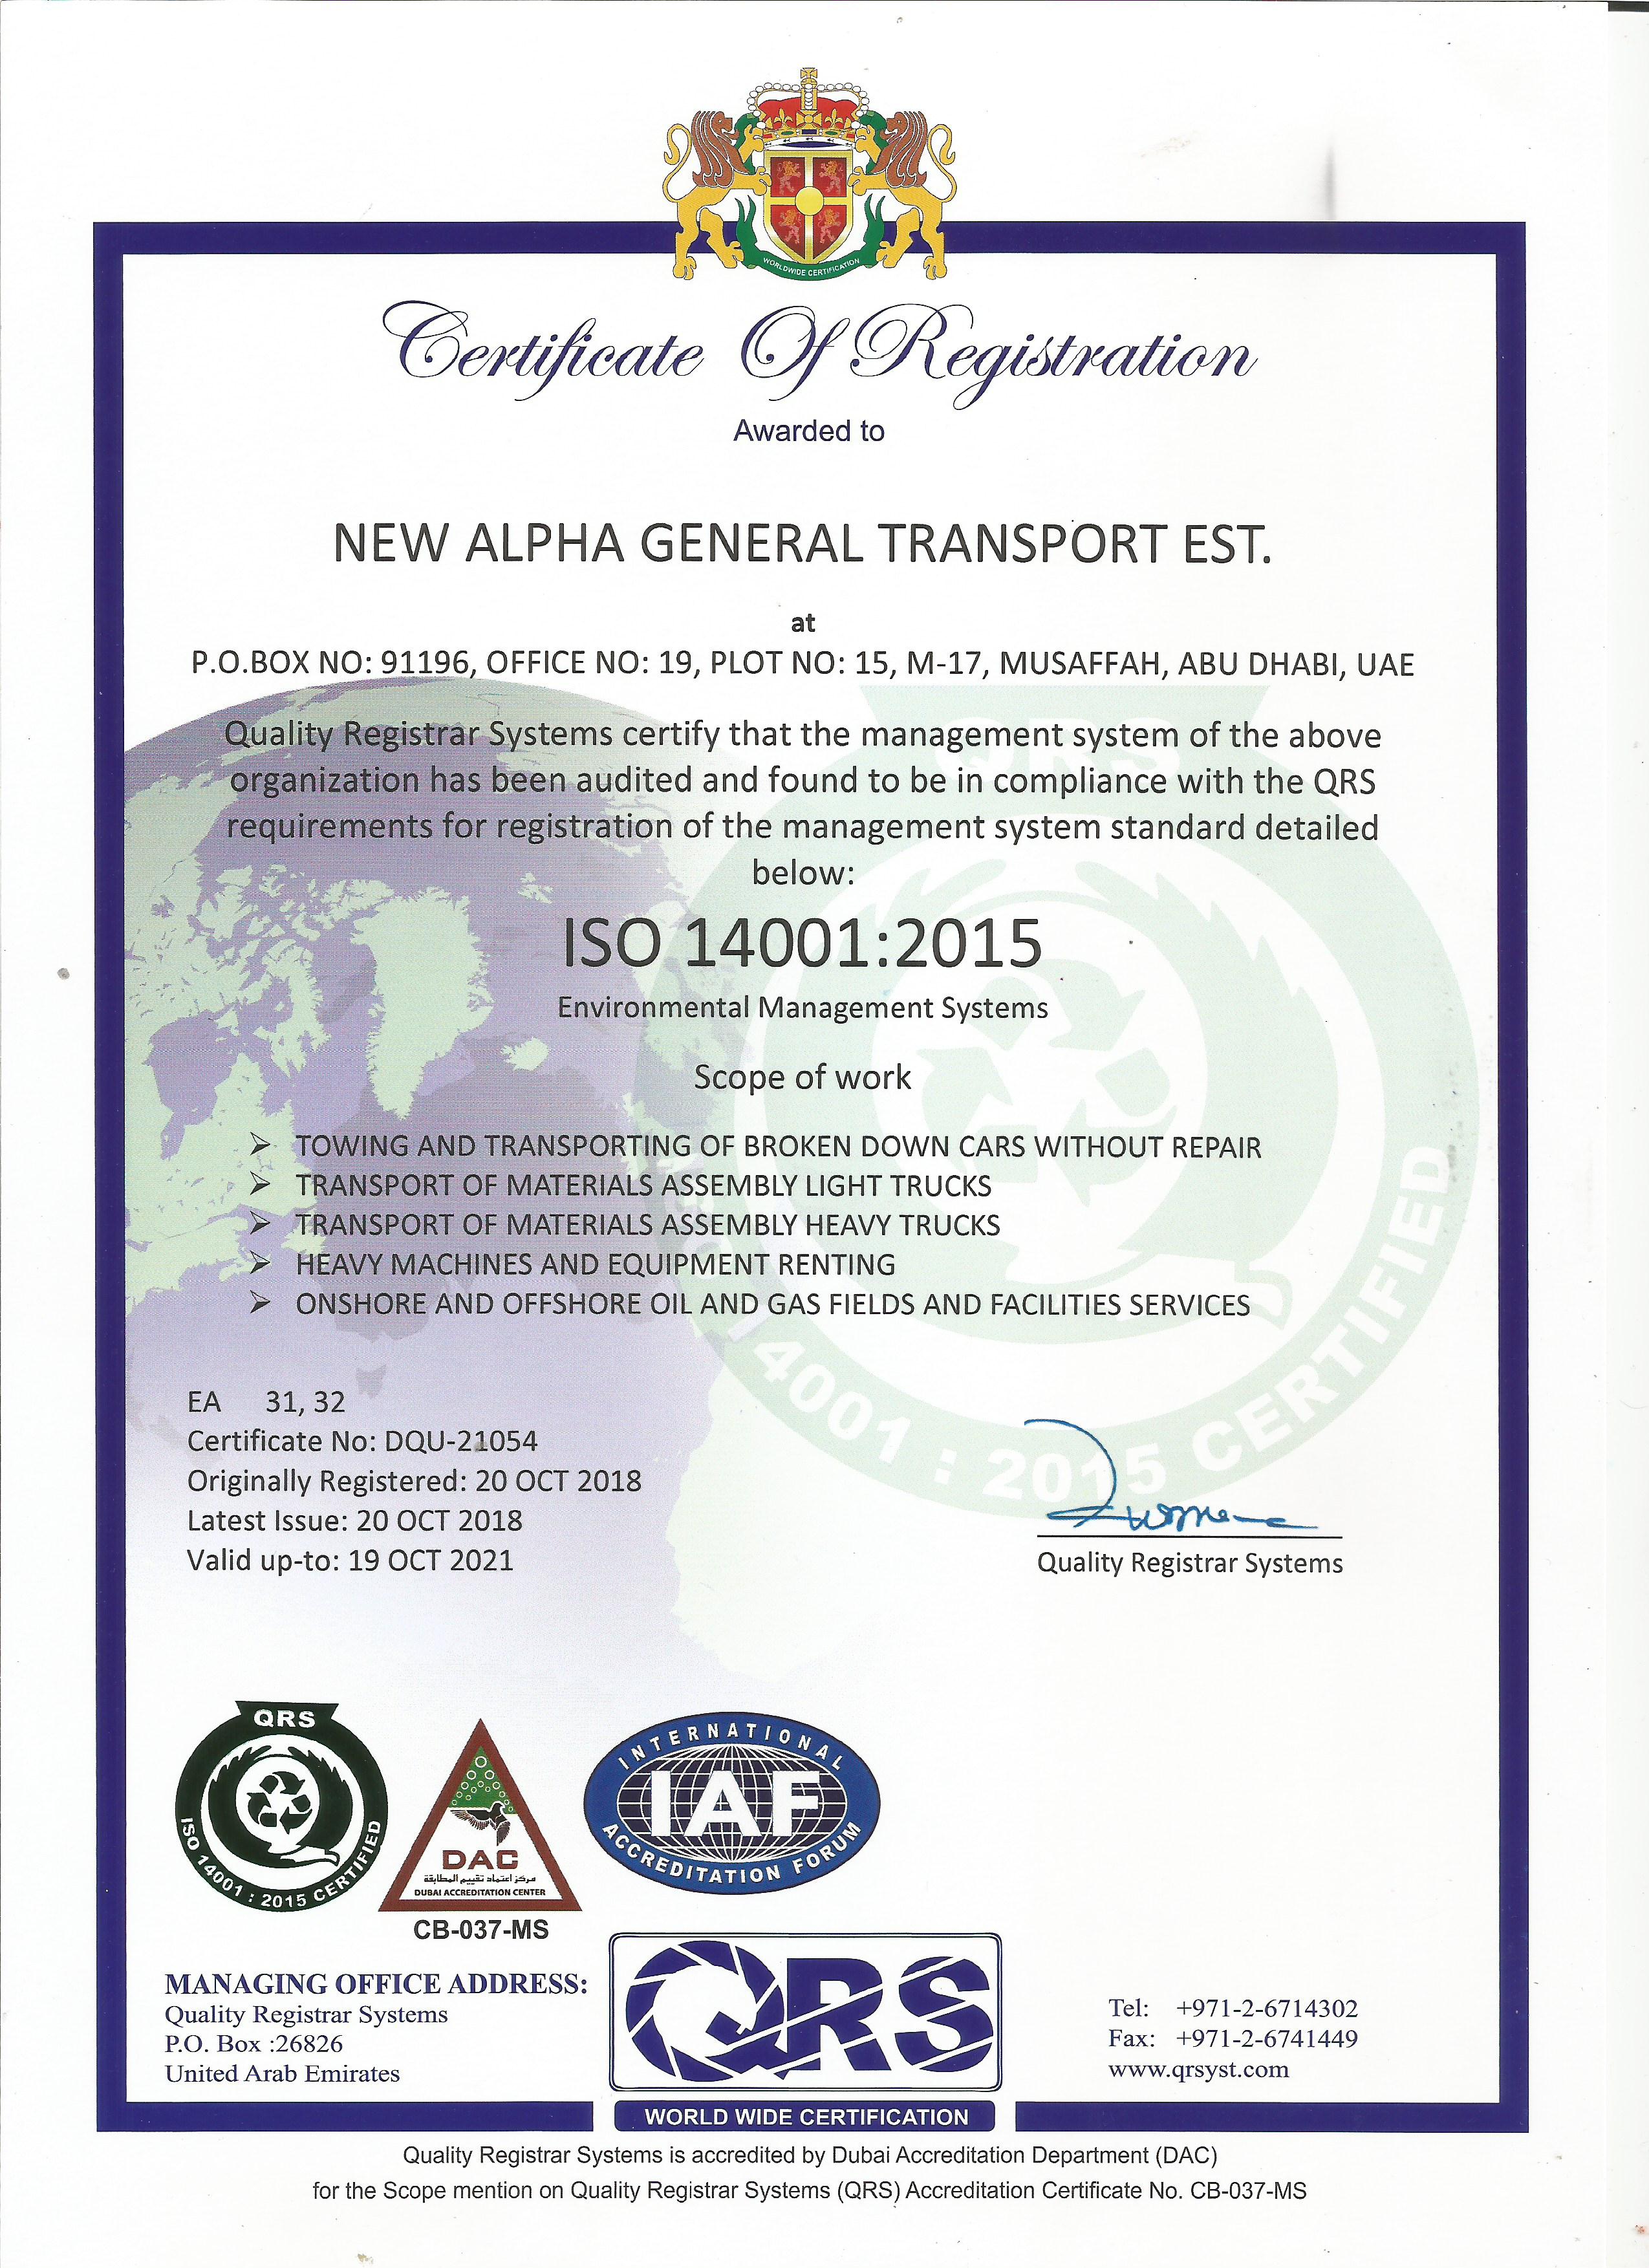 WORLDWIDE CERTIFICATION
Certificate Of Registration
Awarded to
NEW ALPHA GENERAL TRANSPORT EST.
at
P.O.BOX NO: 91196, OFFICE NO: 19, PLOT NO: 15, M-17, MUSAFFAH, ABU DHABI, UAE
Quality Registrar Systems certify that the management system of the above
organization has been audited and found to be in compliance with the QRS
requirements for registration of the management system standard detailed
below:
ISO 14001:2015
Environmental Management Systems
Scope of work
➢ TOWING AND TRANSPORTING OF BROKEN DOWN CARS WITHOUT REPAIR
➢ TRANSPORT OF MATERIALS ASSEMBLY LIGHT TRUCKS
➢ TRANSPORT OF MATERIALS ASSEMBLY HEAVY TRUCKS
➢ HEAVY MACHINES AND EQUIPMENT RENTING
➢ ONSHORE AND OFFSHORE OIL AND GAS FIELDS AND FACILITIES SERVICES
QRS
14001 : 2015 CERTIFIED
EA 31, 32
Certificate No: DQU-21054
Originally Registered: 20 OCT 2018
Latest Issue: 20 OCT 2018
Valid up-to: 19 OCT 2021
Quality Registrar Systems
QRS
ISO 14001 : 2015 CERTIFIED
DAC
مركز اعتماد تقييم المطابقة
DUBAI ACCREDITATION CENTER
CB-037-MS
INTERNATIONAL
IAF
ACCREDITATION FORUM
MANAGING OFFICE ADDRESS:
Quality Registrar Systems
P.O. Box :26826
United Arab Emirates
QRS
WORLD WIDE CERTIFICATION
Tel: +971-2-6714302
Fax: +971-2-6741449
www.qrsyst.com
Quality Registrar Systems is accredited by Dubai Accreditation Department (DAC)
for the Scope mention on Quality Registrar Systems (QRS) Accreditation Certificate No. CB-037-MS